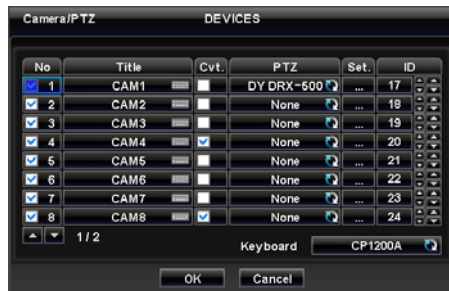 Camera/PTZ DEVICES
No Title Cvt. PTZ Set. ID
1 CAM1 DY DRX-500 ... 17
2 CAM2 None ... 18
3 CAM3 None ... 19
4 CAM4 None ... 20
5 CAM5 None ... 21
6 CAM6 None ... 22
7 CAM7 None ... 23
8 CAM8 None ... 24
1/2
Keyboard CP1200A
OK Cancel